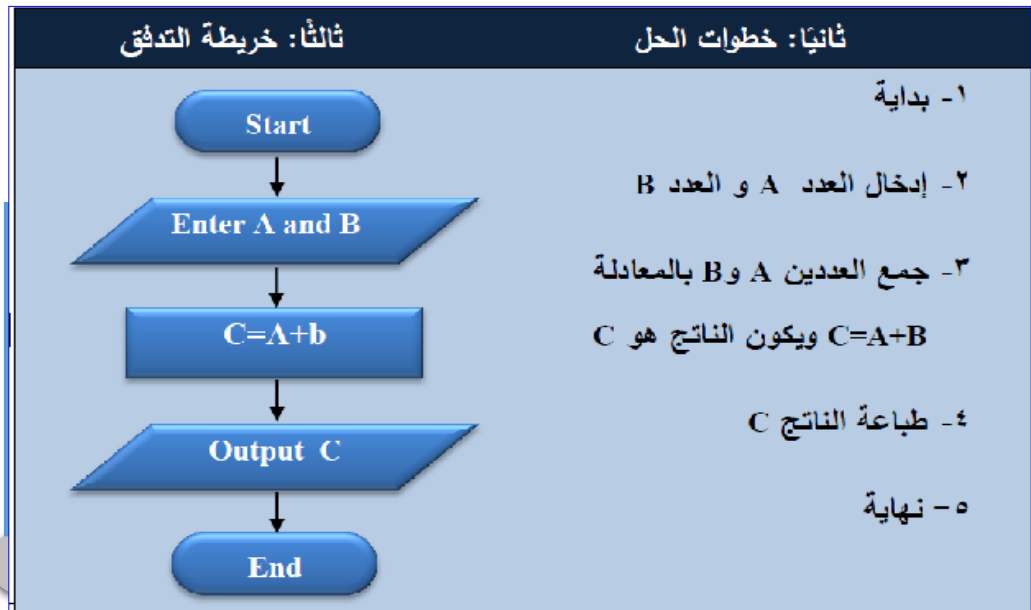 ثانيًا: خطوات الحل
١- بداية
٢- إدخال العدد A و العدد B
٣- جمع العددين A وB بالمعادلة
C=A+B ويكون الناتج هو C
٤- طباعة الناتج C
٥- نهاية
ثالثًا: خريطة التدفق
Start
Enter A and B
C=A+b
Output C
End